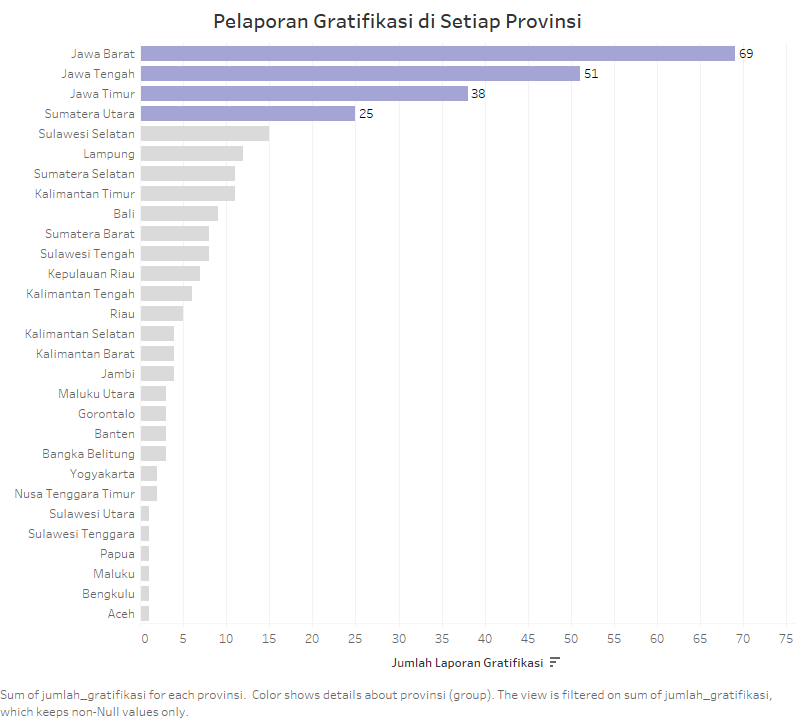 Pelaporan Gratifikasi di Setiap Provinsi
Jawa Barat 69
Jawa Tengah 51
Jawa Timur 38
Sumatera Utara 25
Sulawesi Selatan
Lampung
Sumatera Selatan
Kalimantan Timur
Bali
Sumatera Barat
Sulawesi Tengah
Kepulauan Riau
Kalimantan Tengah
Riau
Kalimantan Selatan
Kalimantan Barat
Jambi
Maluku Utara
Gorontalo
Banten
Bangka Belitung
Yogyakarta
Nusa Tenggara Timur
Sulawesi Utara
Sulawesi Tenggara
Papua
Maluku
Bengkulu
Aceh
0 5 10 15 20 25 30 35 40 45 50 55 60 65 70 75
Jumlah Laporan Gratifikasi
Sum of jumlah_gratifikasi for each provinsi. Color shows details about provinsi (group). The view is filtered on sum of jumlah_gratifikasi,
which keeps non-Null values only.